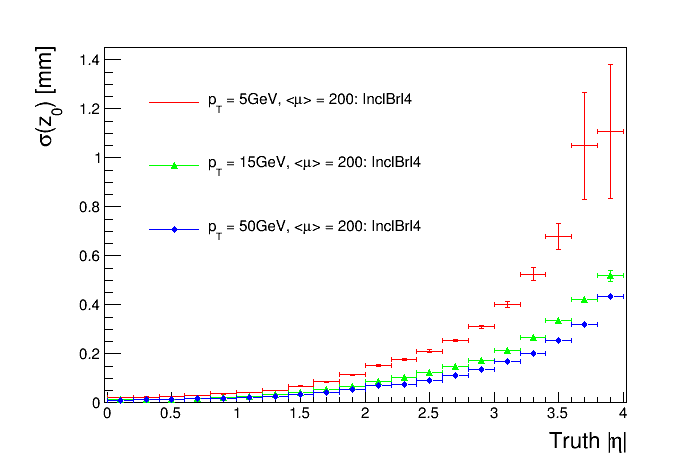 σ(z0) [mm]
1.4
1.2
1
0.8
0.6
0.4
0.2
0
pT = 5GeV, <μ> = 200: InclBrl4
pT = 15GeV, <μ> = 200: InclBrl4
pT = 50GeV, <μ> = 200: InclBrl4
0 0.5 1 1.5 2 2.5 3 3.5 4
Truth |η|